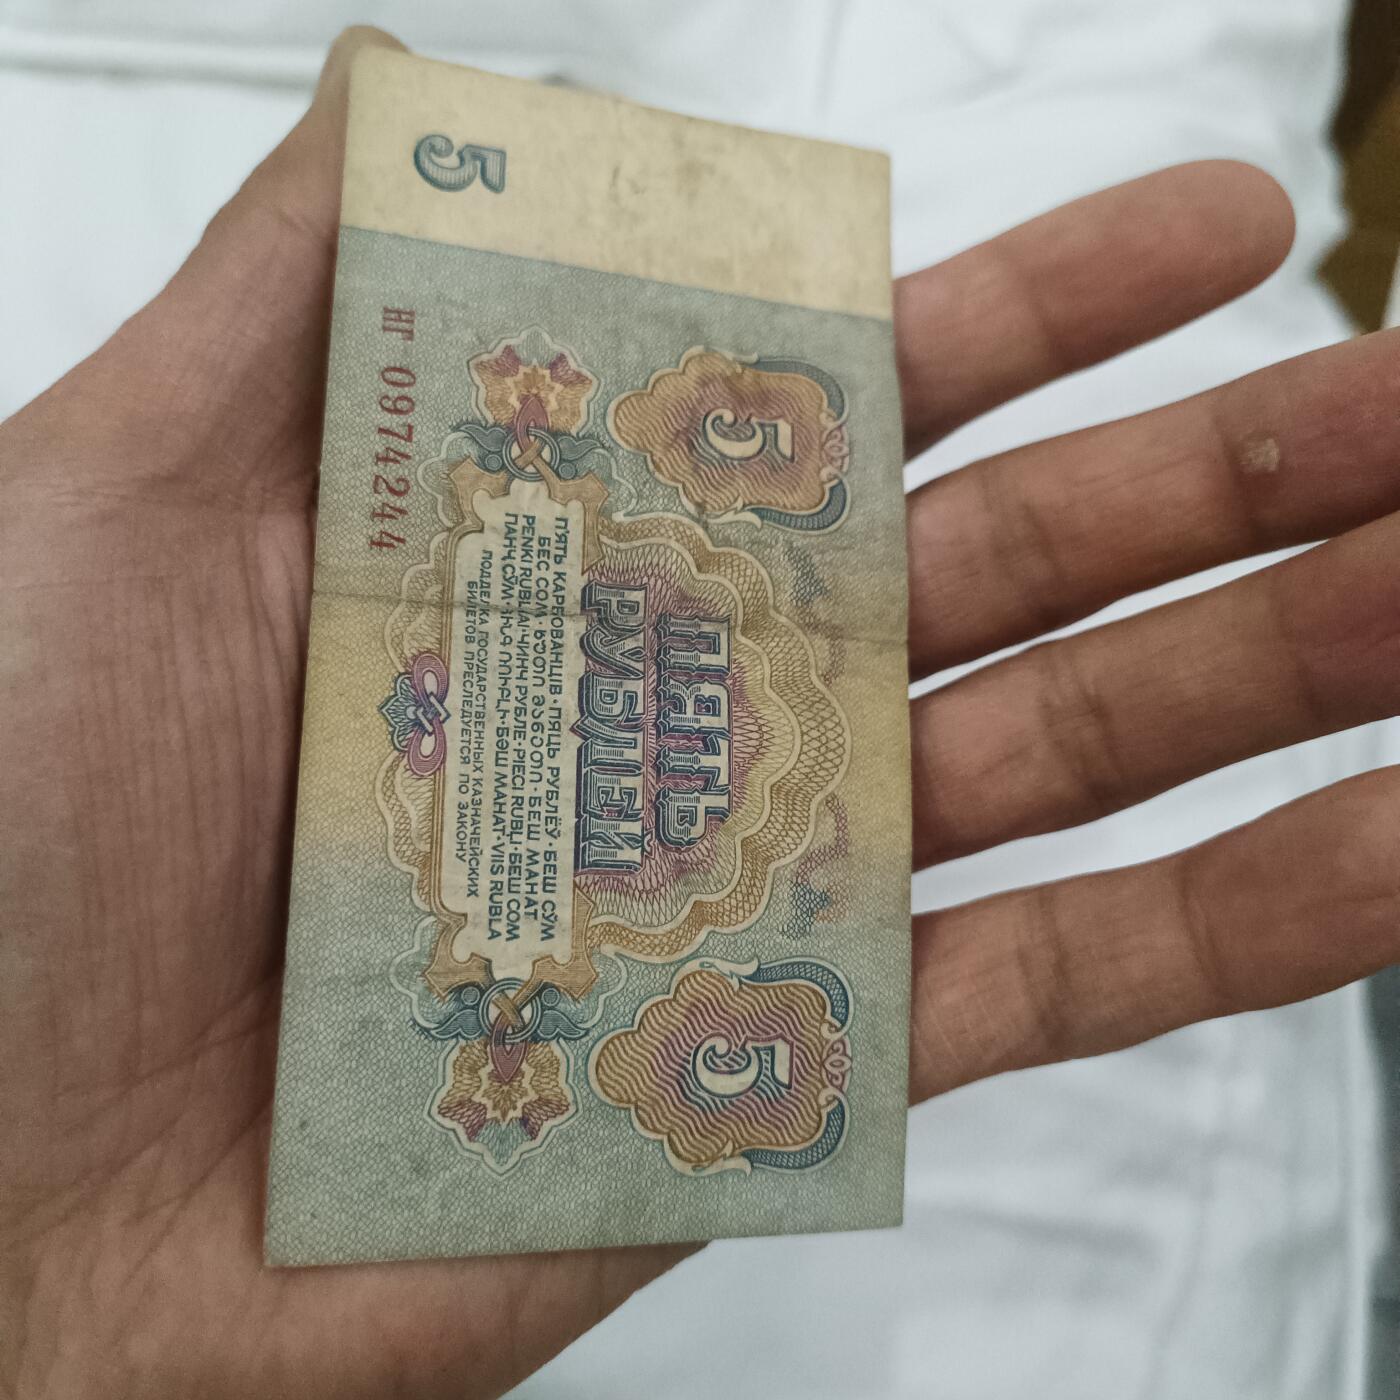 5
нг 0974244
5
ПЯТЬ
РУБЛЕЙ
5
П'ЯТЬ КАРБОВАНЦІВ · ПЯЦЬ РУБЛЁЎ · БЕШ СЎМ
БЕС СОМ · ᲮᲣᲗᲘ ᲛᲐᲜᲔᲗᲘ · БЕШ МАНАТ
PENKI RUBLIAI · ЧИНЧ РУБЛЕ · PIECI RUBĻI · БЕШ СОМ
ПАНҶ СӮМ · ՀԻՆԳ ՌՈՒԲԼԻ · БӘШ МАНАТ · VIIS RUBLA
ПОДДЕЛКА ГОСУДАРСТВЕННЫХ КАЗНАЧЕЙСКИХ
БИЛЕТОВ ПРЕСЛЕДУЕТСЯ ПО ЗАКОНУ